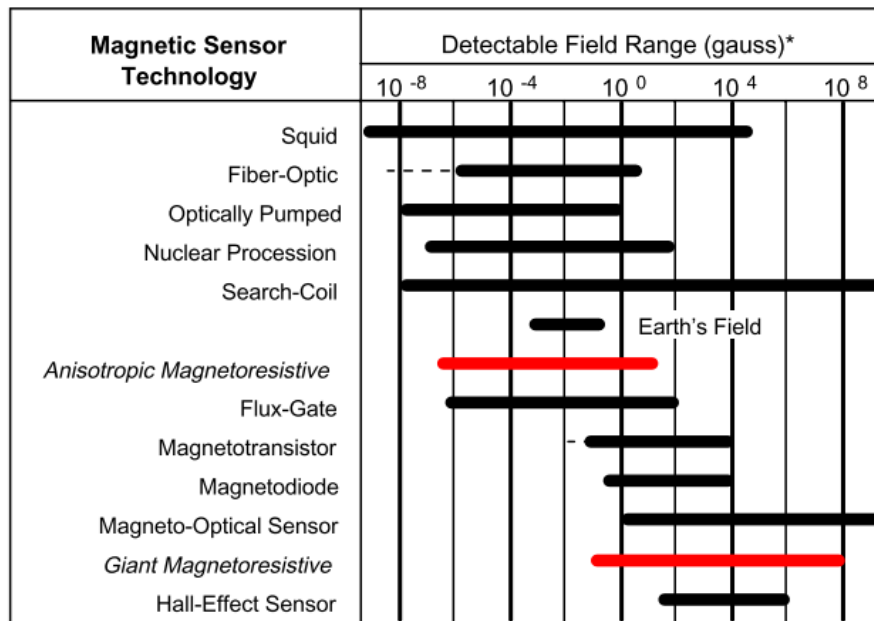 Magnetic Sensor
Technology
Detectable Field Range (gauss)*
10 -8 10 -4 10 0 10 4 10 8
Squid
Fiber-Optic
Optically Pumped
Nuclear Procession
Search-Coil
Earth's Field
Anisotropic Magnetoresistive
Flux-Gate
Magnetotransistor
Magnetodiode
Magneto-Optical Sensor
Giant Magnetoresistive
Hall-Effect Sensor